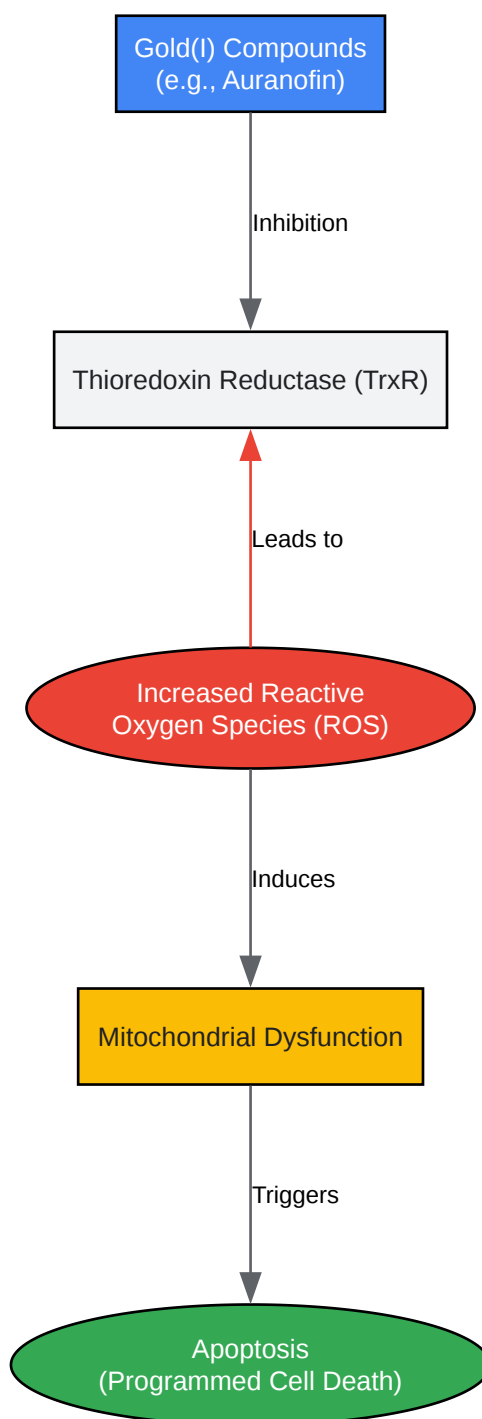 Gold(I) Compounds
(e.g., Auranofin)
Inhibition
Thioredoxin Reductase (TrxR)
Leads to
Increased Reactive
Oxygen Species (ROS)
Induces
Mitochondrial Dysfunction
Triggers
Apoptosis
(Programmed Cell Death)